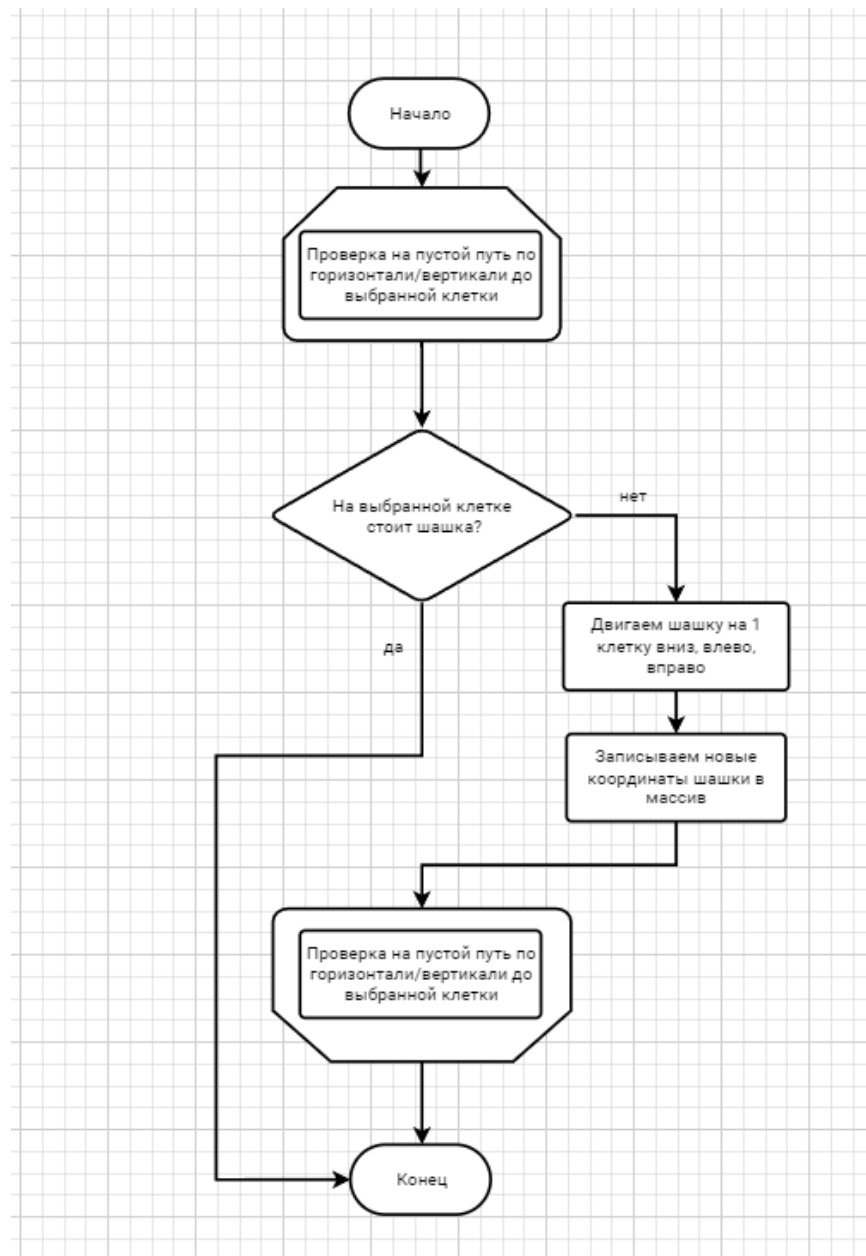 Начало
Проверка на пустой путь по
горизонтали/вертикали до
выбранной клетки
На выбранной клетке
стоит шашка?
нет
да
Двигаем шашку на 1
клетку вниз, влево,
вправо
Записываем новые
координаты шашки в
массив
Проверка на пустой путь по
горизонтали/вертикали до
выбранной клетки
Конец